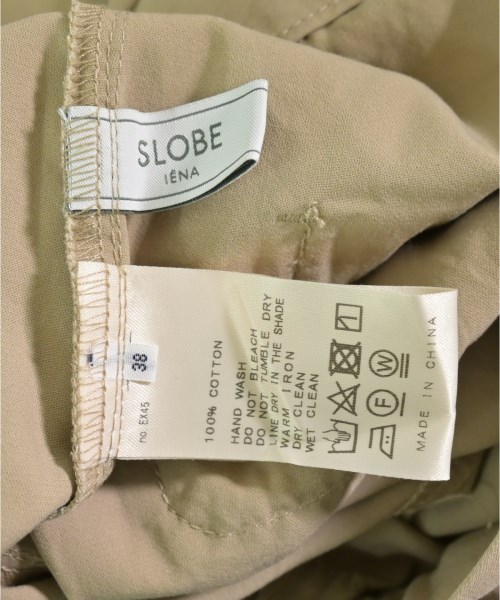 SLOBE
IÉNA
38
no. EX45
100% COTTON
HAND WASH
DO NOT BLEACH
DO NOT TUMBLE DRY
LINE DRY IN THE SHADE
WARM IRON
DRY CLEAN
WET CLEAN
F W
MADE IN CHINA